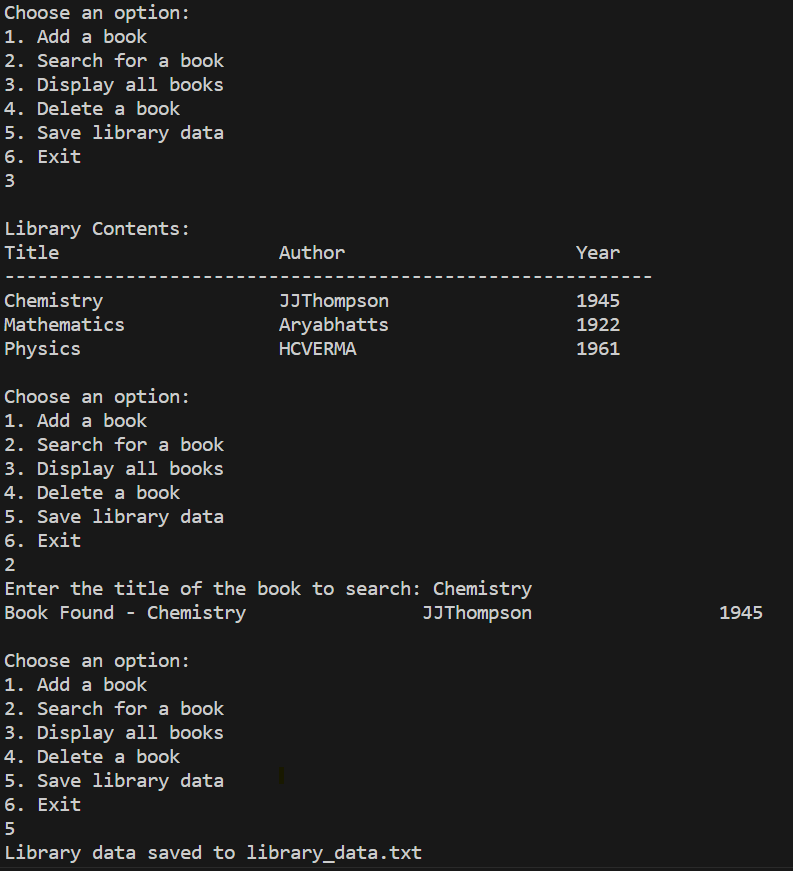 Choose an option:
1. Add a book
2. Search for a book
3. Display all books
4. Delete a book
5. Save library data
6. Exit
3
Library Contents:
Title                    Author                     Year
-----------------------------------------------------------
Chemistry                JJThompson                 1945
Mathematics              Aryabhatts                 1922
Physics                  HCVERMA                    1961
Choose an option:
1. Add a book
2. Search for a book
3. Display all books
4. Delete a book
5. Save library data
6. Exit
2
Enter the title of the book to search: Chemistry
Book Found - Chemistry                JJThompson                 1945
Choose an option:
1. Add a book
2. Search for a book
3. Display all books
4. Delete a book
5. Save library data
6. Exit
5
Library data saved to library_data.txt